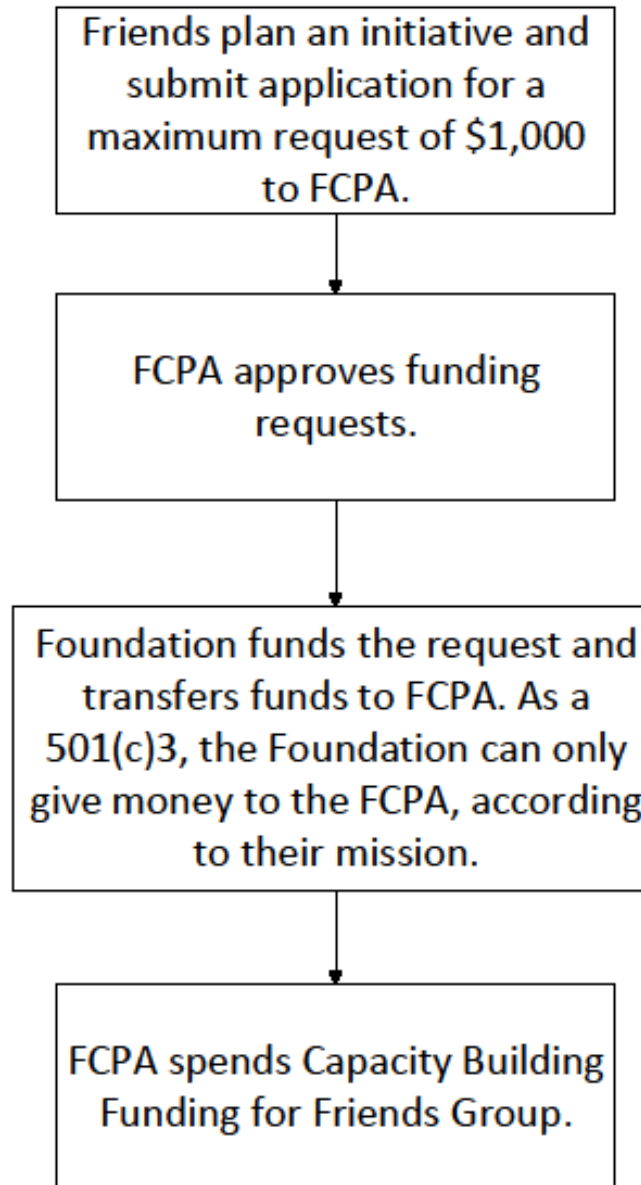 Friends plan an initiative and
submit application for a
maximum request of $1,000
to FCPA.
FCPA approves funding
requests.
Foundation funds the request and
transfers funds to FCPA. As a
501(c)3, the Foundation can only
give money to the FCPA, according
to their mission.
FCPA spends Capacity Building
Funding for Friends Group.